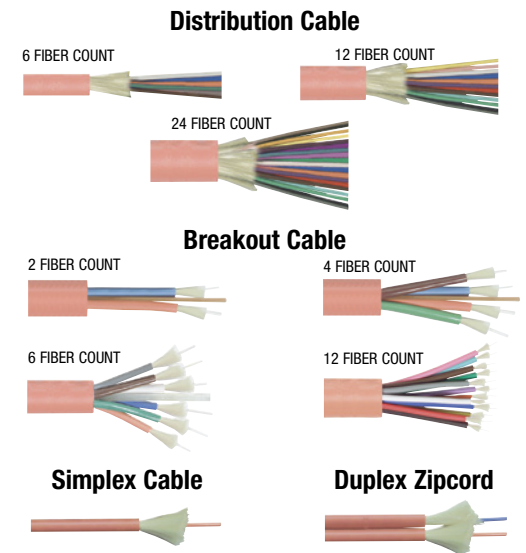 Distribution Cable
6 FIBER COUNT
12 FIBER COUNT
24 FIBER COUNT
Breakout Cable
2 FIBER COUNT
4 FIBER COUNT
6 FIBER COUNT
12 FIBER COUNT
Simplex Cable
Duplex Zipcord